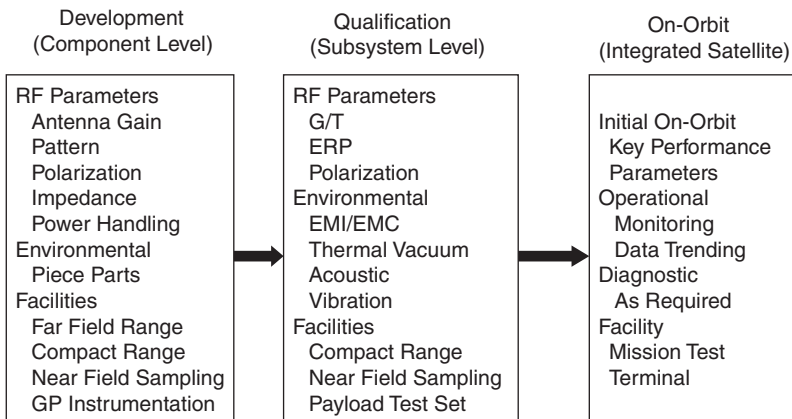 Development
(Component Level)
RF Parameters
Antenna Gain
Pattern
Polarization
Impedance
Power Handling
Environmental
Piece Parts
Facilities
Far Field Range
Compact Range
Near Field Sampling
GP Instrumentation
Qualification
(Subsystem Level)
RF Parameters
G/T
ERP
Polarization
Environmental
EMI/EMC
Thermal Vacuum
Acoustic
Vibration
Facilities
Compact Range
Near Field Sampling
Payload Test Set
On-Orbit
(Integrated Satellite)
Initial On-Orbit
Key Performance
Parameters
Operational
Monitoring
Data Trending
Diagnostic
As Required
Facility
Mission Test
Terminal